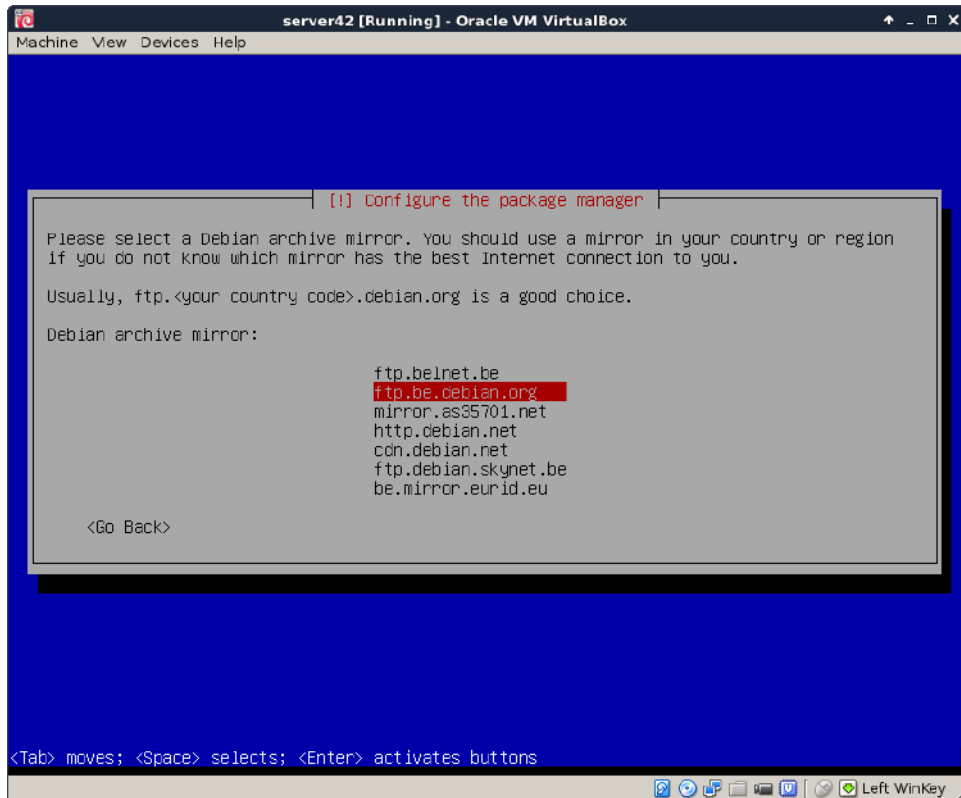 server42 [Running] - Oracle VM VirtualBox
Machine View Devices Help
[!] Configure the package manager
Please select a Debian archive mirror. You should use a mirror in your country or region
if you do not know which mirror has the best Internet connection to you.
Usually, ftp.<your country code>.debian.org is a good choice.
Debian archive mirror:
ftp.belnet.be
ftp.be.debian.org
mirror.as35701.net
http.debian.net
cdn.debian.net
ftp.debian.skynet.be
be.mirror.eurid.eu
<Go Back>
<Tab> moves; <Space> selects; <Enter> activates buttons
Left WinKey